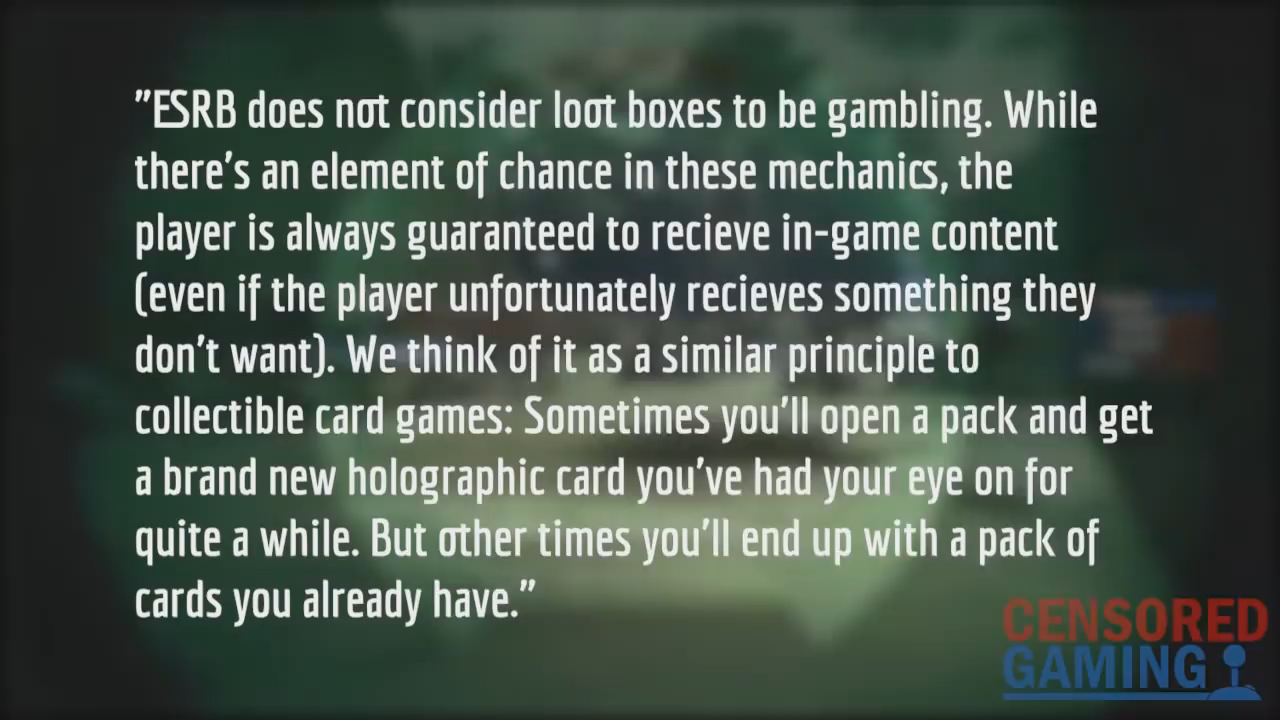 "ESRB does not consider loot boxes to be gambling. While
there's an element of chance in these mechanics, the
player is always guaranteed to recieve in-game content
(even if the player unfortunately recieves something they
don't want). We think of it as a similar principle to
collectible card games: Sometimes you'll open a pack and get
a brand new holographic card you've had your eye on for
quite a while. But other times you'll end up with a pack of
cards you already have."
CENSORED
GAMING